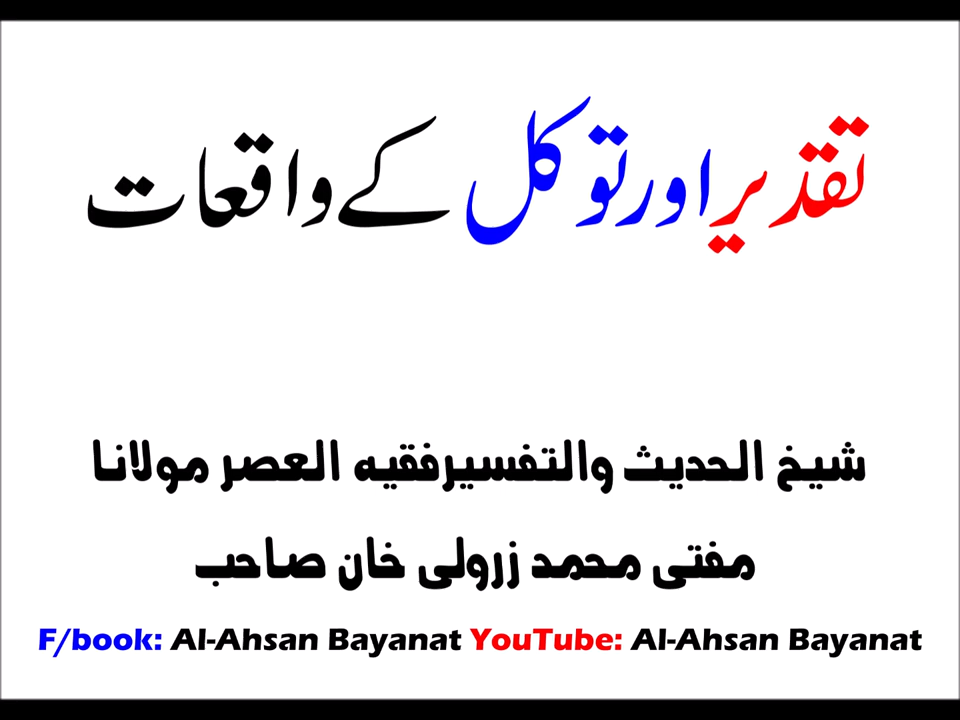 تقدیر اور توکل کے واقعات
شیخ الحدیث والتفسیر فقیہ العصر مولانا
مفتی محمد زرولی خان صاحب
F/book: Al-Ahsan Bayanat YouTube: Al-Ahsan Bayanat